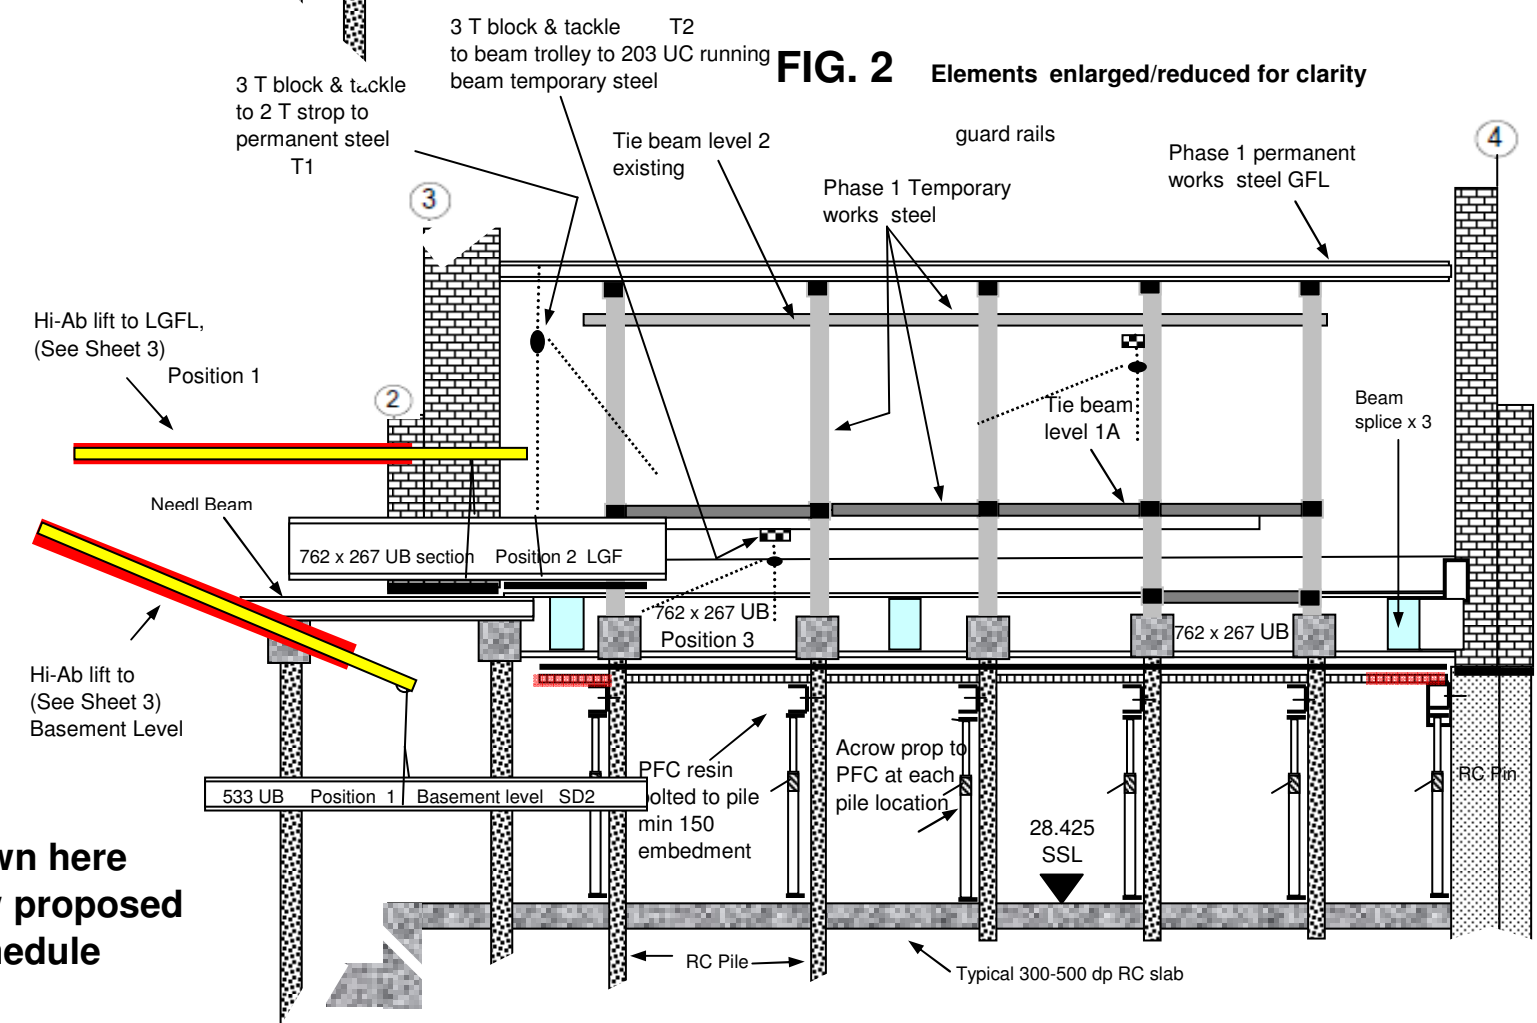 3 T block & tackle T2
to beam trolley to 203 UC running
beam temporary steel
FIG. 2 Elements enlarged/reduced for clarity
3 T block & tackle
to 2 T strop to
permanent steel
T1
Tie beam level 2
existing
guard rails
Phase 1 Temporary
works steel
Phase 1 permanent
works steel GFL
4
3
Hi-Ab lift to LGFL,
(See Sheet 3)
Position 1
2
Tie beam
level 1A
Beam
splice x 3
Needl Beam
762 x 267 UB section Position 2 LGF
762 x 267 UB
Position 3
762 x 267 UB
Hi-Ab lift to
(See Sheet 3)
Basement Level
PFC resin
bolted to pile
min 150
embedment
Acrow prop to
PFC at each
pile location
RC Pin
533 UB Position 1 Basement level SD2
28.425
SSL
wn here
proposed
hedule
RC Pile
Typical 300-500 dp RC slab